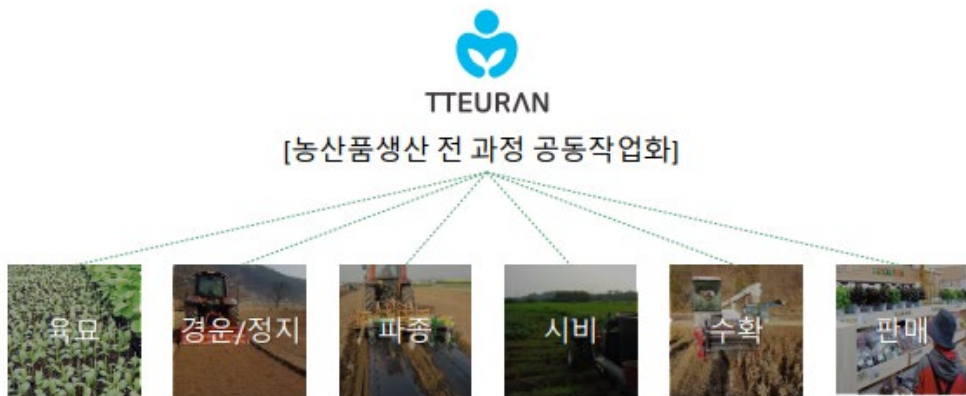 TTEURAN
[농산품생산 전 과정 공동작업화]
육묘
경운/정지
파종
시비
수확
판매